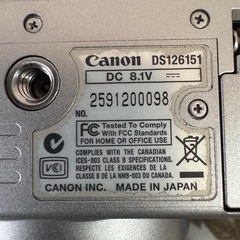 Canon DS126151
DC 8.1V
2591200098
NO.
FC Tested To Comply
With FCC Standards
FOR HOME OR OFFICE USE
COMPLIES WITH THE CANADIAN
ICES-003 CLASS B SPECIFICATIONS.
RESPECTE LES EXIGENCES DE LA
CLASSE B DE LA NMB-003 DU CANADA.
VCI
CANON INC. MADE IN JAPAN